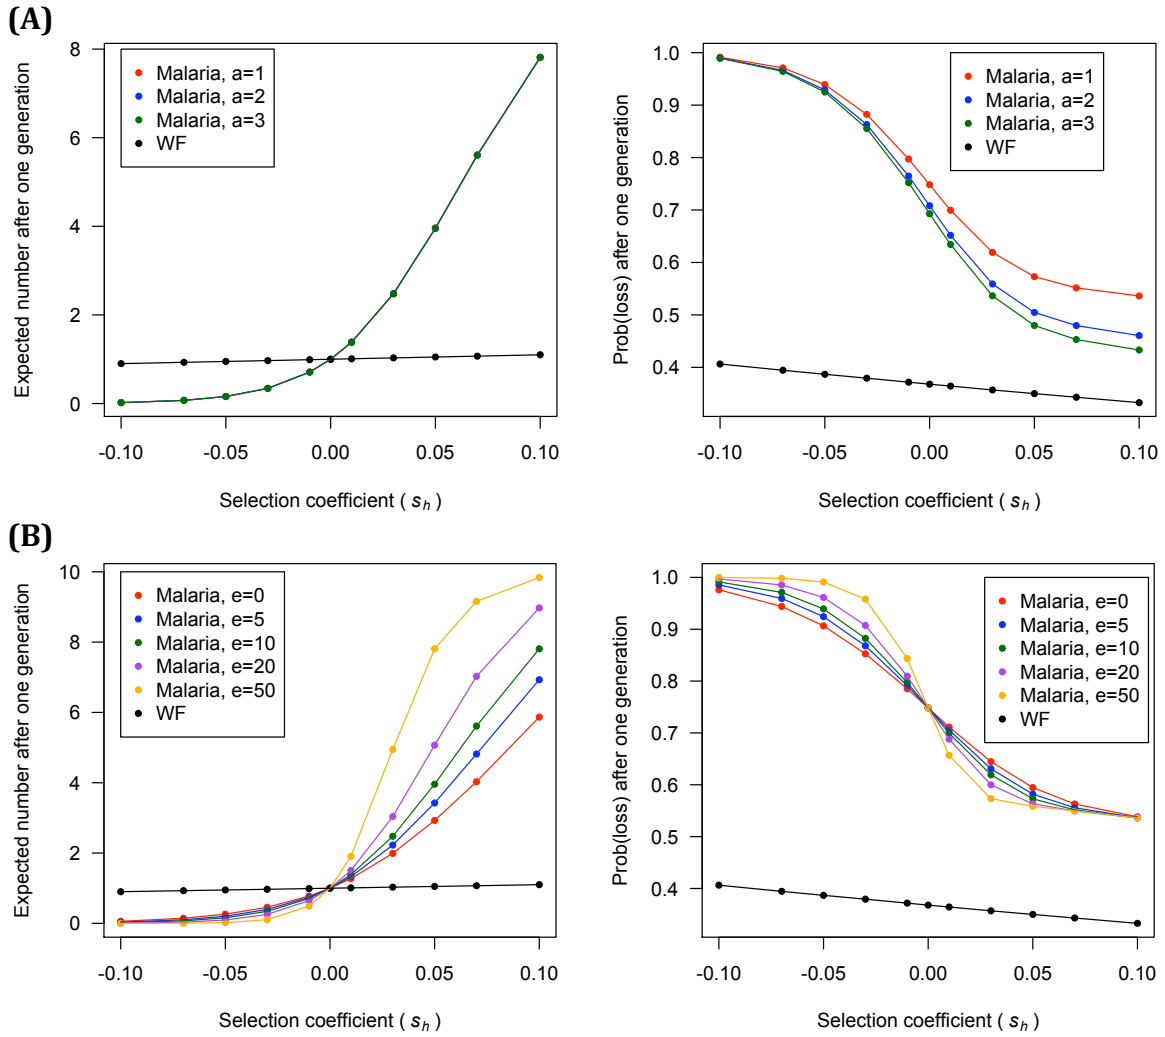 (A)
Expected number after one generation
8
6
4
2
0
Malaria, a=1
Malaria, a=2
Malaria, a=3
WF
-0.10
-0.05
0.00
0.05
0.10
Selection coefficient ( s_h )
Prob(loss) after one generation
1.0
0.9
0.8
0.7
0.6
0.5
0.4
Malaria, a=1
Malaria, a=2
Malaria, a=3
WF
-0.10
-0.05
0.00
0.05
0.10
Selection coefficient ( s_h )
(B)
Expected number after one generation
10
8
6
4
2
0
Malaria, e=0
Malaria, e=5
Malaria, e=10
Malaria, e=20
Malaria, e=50
WF
-0.10
-0.05
0.00
0.05
0.10
Selection coefficient ( s_h )
Prob(loss) after one generation
1.0
0.9
0.8
0.7
0.6
0.5
0.4
Malaria, e=0
Malaria, e=5
Malaria, e=10
Malaria, e=20
Malaria, e=50
WF
-0.10
-0.05
0.00
0.05
0.10
Selection coefficient ( s_h )